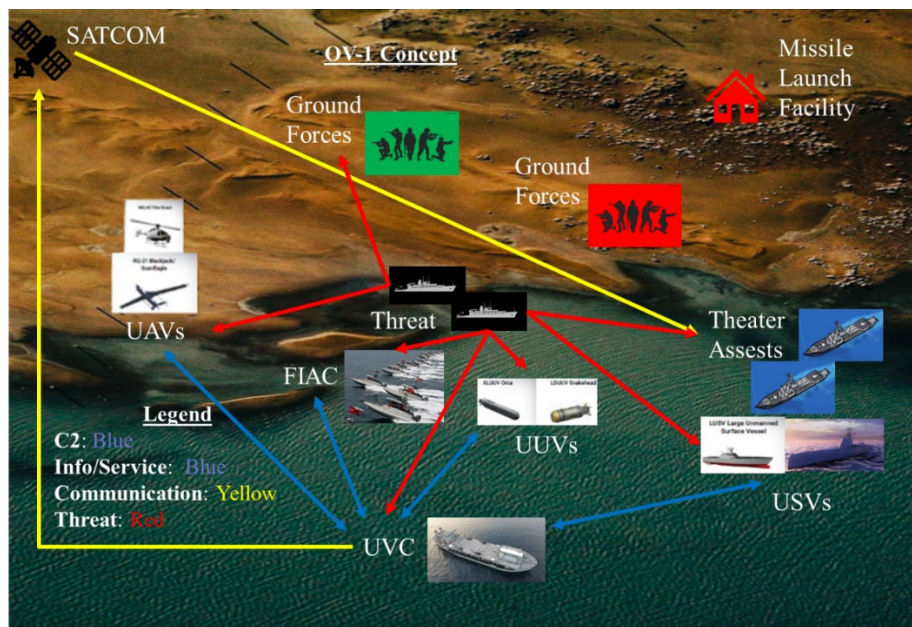 SATCOM
OV-1 Concept
Missile
Launch
Facility
Ground
Forces
Ground
Forces
RQ-21 Blackjack/
ScanEagle
UAVs
Threat
Theater
Assests
FIAC
XLUUV Orca
LDUUV Snakehead
UUVs
LUSV Large Unmanned
Surface Vessel
USVs
Legend
C2: Blue
Info/Service: Blue
Communication: Yellow
Threat: Red
UVC